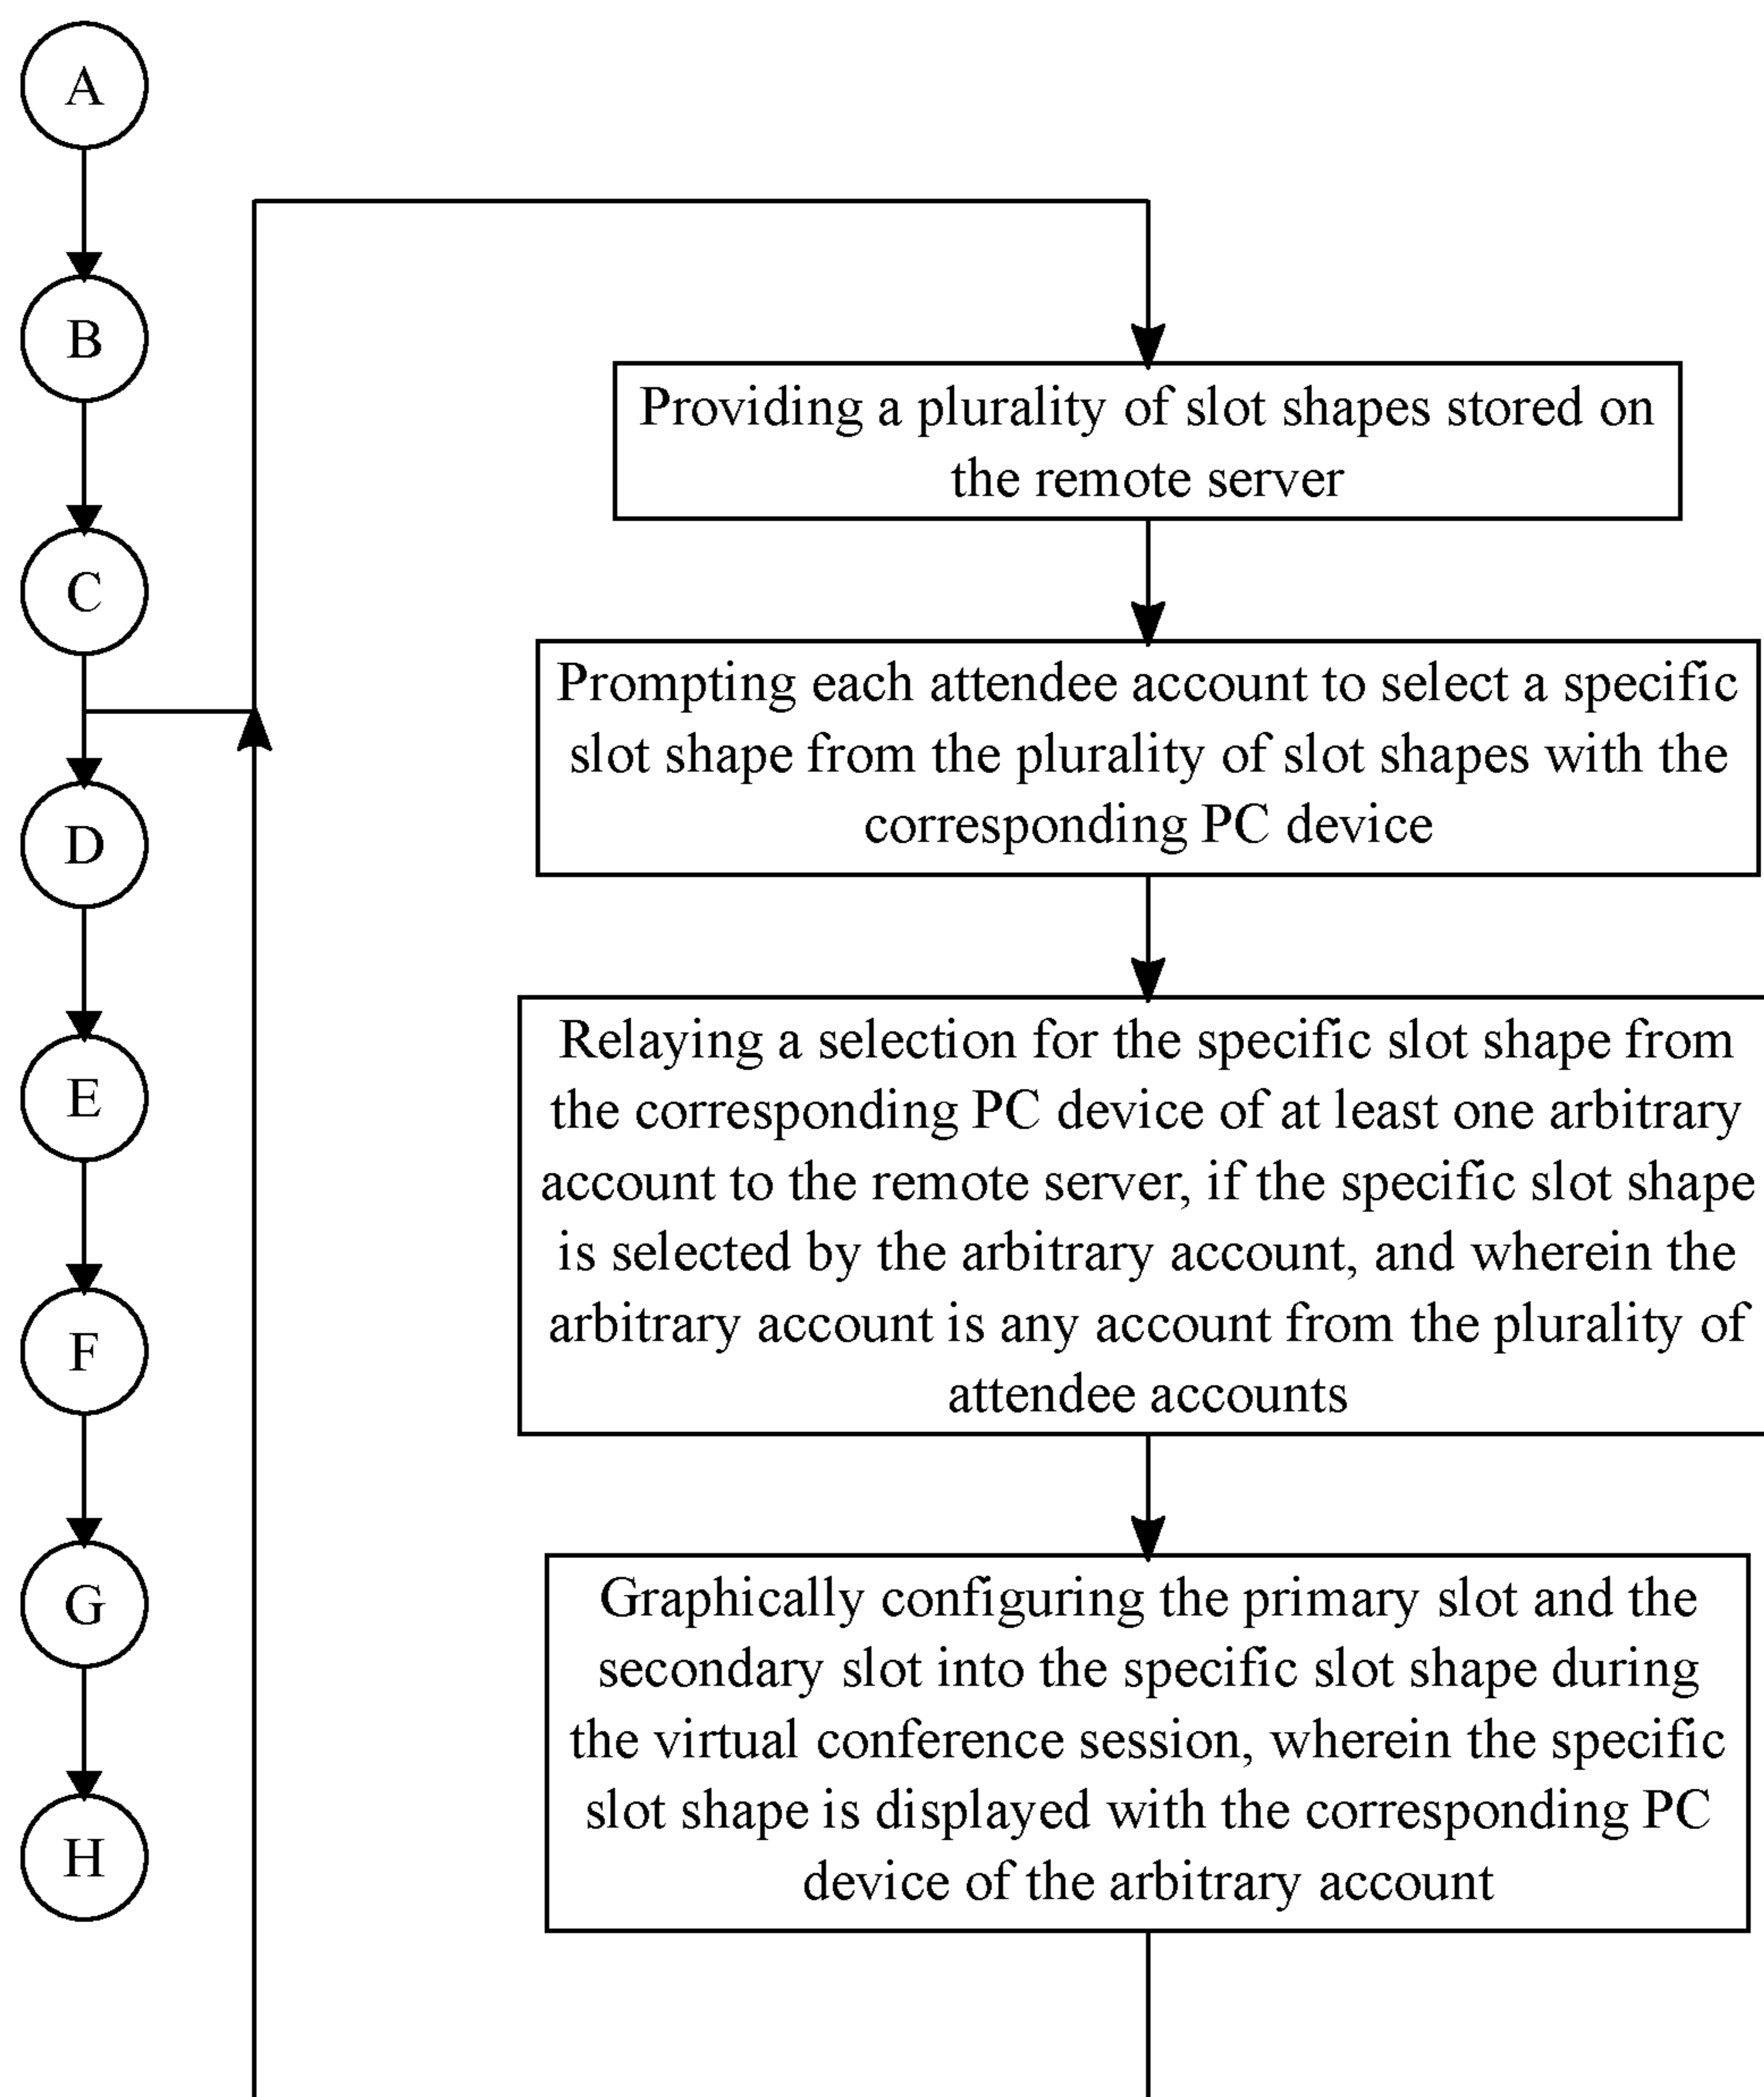 A
B
C
D
E
F
G
H
Providing a plurality of slot shapes stored on
the remote server
Prompting each attendee account to select a specific
slot shape from the plurality of slot shapes with the
corresponding PC device
Relaying a selection for the specific slot shape from
the corresponding PC device of at least one arbitrary
account to the remote server, if the specific slot shape
is selected by the arbitrary account, and wherein the
arbitrary account is any account from the plurality of
attendee accounts
Graphically configuring the primary slot and the
secondary slot into the specific slot shape during
the virtual conference session, wherein the specific
slot shape is displayed with the corresponding PC
device of the arbitrary account